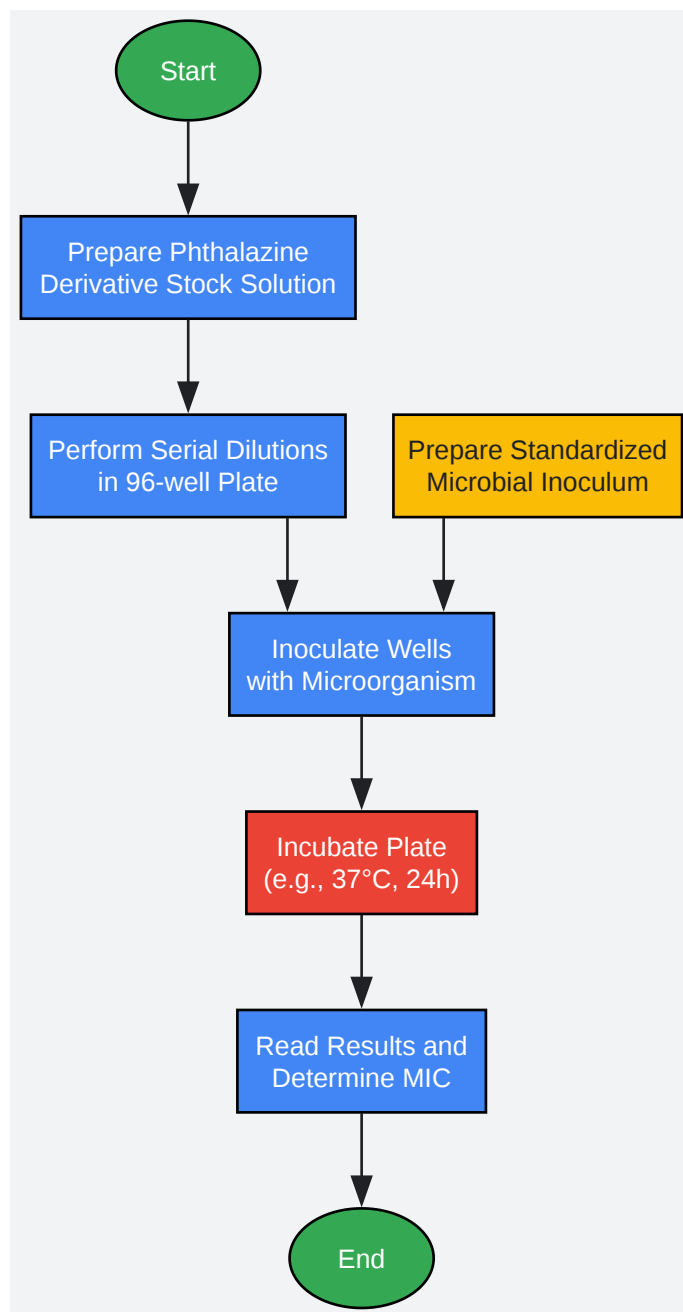 Start
Prepare Phthalazine
Derivative Stock Solution
Perform Serial Dilutions
in 96-well Plate
Prepare Standardized
Microbial Inoculum
Inoculate Wells
with Microorganism
Incubate Plate
(e.g., 37°C, 24h)
Read Results and
Determine MIC
End